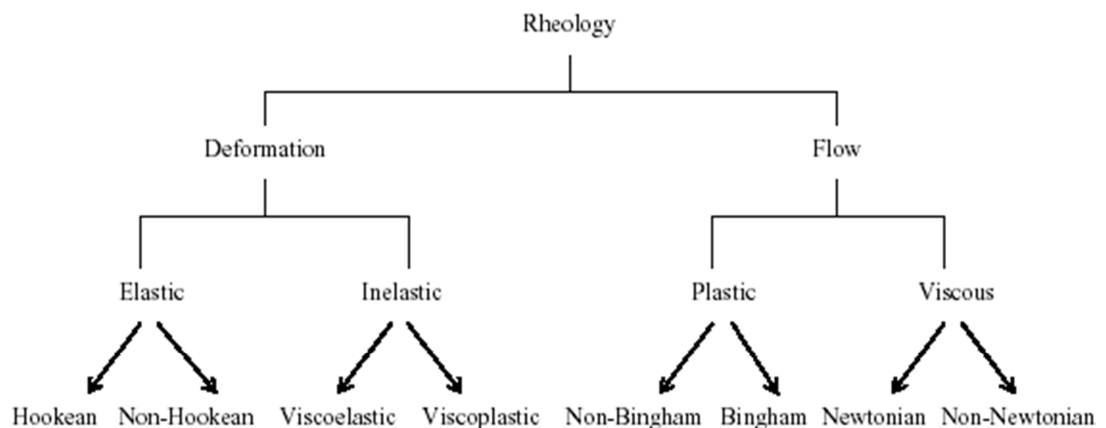 Rheology
Deformation Flow
Elastic Inelastic Plastic Viscous
Hookean Non-Hookean Viscoelastic Viscoplastic Non-Bingham Bingham Newtonian Non-Newtonian